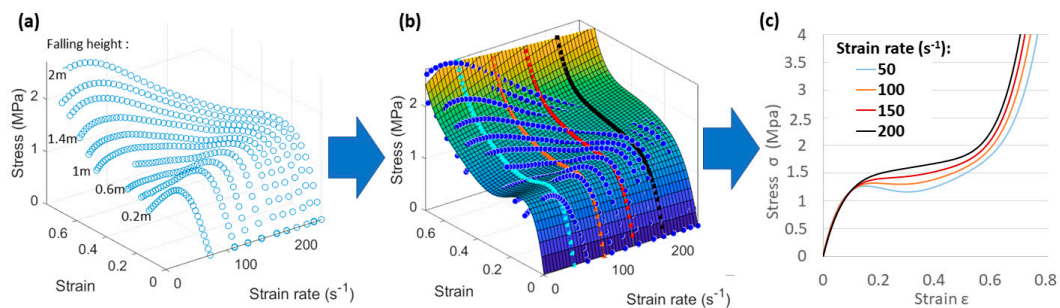 (a)
Falling height :
2m
1.4m
1m
0.6m
0.2m
Stress (MPa)
2
1
0
0.6
0.4
0.2
0
Strain
0
100
200
Strain rate (s⁻¹)
(b)
Stress (MPa)
2
1
0
0.6
0.4
0.2
0
Strain
0
100
200
Strain rate (s⁻¹)
(c)
Strain rate (s⁻¹):
50
100
150
200
Stress σ (Mpa)
4
3.5
3
2.5
2
1.5
1
0.5
0
0 0.2 0.4 0.6 0.8
Strain ε